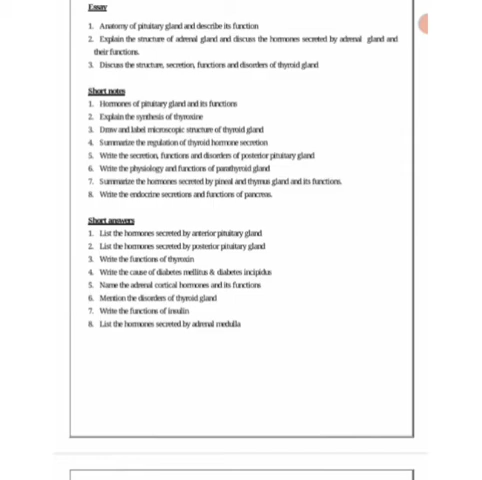 Essay
1. Anatomy of pituitary gland and describe its function
2. Explain the structure of adrenal gland and discuss the hormones secreted by adrenal gland and
their functions.
3. Discuss the structure, secretion, functions and disorders of thyroid gland
Short notes
1. Hormones of pituitary gland and its functions
2. Explain the synthesis of thyroxine
3. Draw and label microscopic structure of thyroid gland
4. Summarize the regulation of thyroid hormone secretion
5. Write the secretion, functions and disorders of posterior pituitary gland
6. Write the physiology and functions of parathyroid gland
7. Summarize the hormones secreted by pineal and thymus gland and its functions.
8. Write the endocrine secretions and functions of pancreas.
Short answers
1. List the hormones secreted by anterior pituitary gland
2. List the hormones secreted by posterior pituitary gland
3. Write the functions of thyroxin
4. Write the cause of diabetes mellitus & diabetes incipidus
5. Name the adrenal cortical hormones and its functions
6. Mention the disorders of thyroid gland
7. Write the functions of insulin
8. List the hormones secreted by adrenal medulla